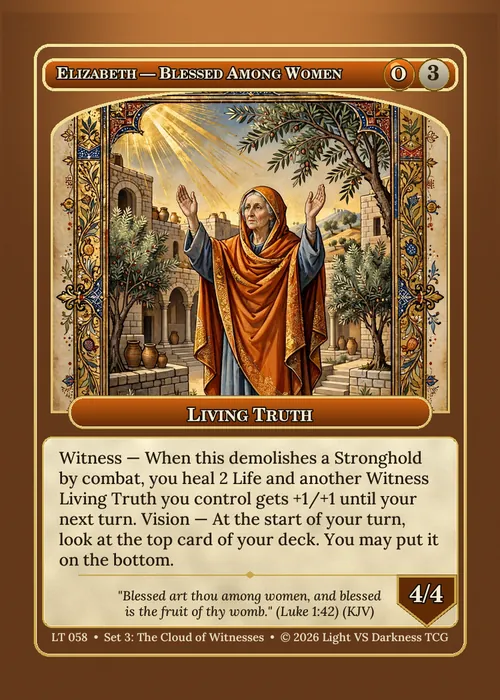 Elizabeth — Blessed Among Women O 3
Living Truth
Witness — When this demolishes a Stronghold
by combat, you heal 2 Life and another Witness
Living Truth you control gets +1/+1 until your
next turn. Vision — At the start of your turn,
look at the top card of your deck. You may put it
on the bottom.
"Blessed art thou among women, and blessed
is the fruit of thy womb." (Luke 1:42) (KJV)
4/4
LT 058 • Set 3: The Cloud of Witnesses • © 2026 Light VS Darkness TCG